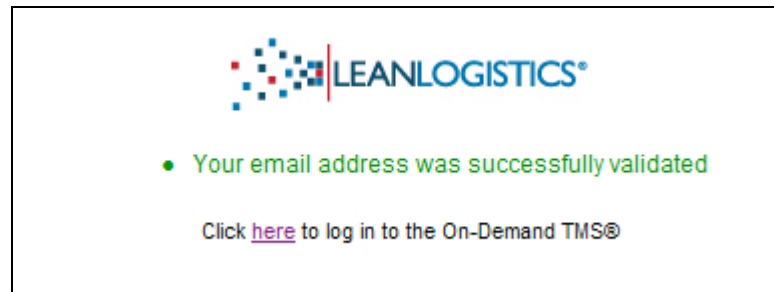 LEANLOGISTICS®
• Your email address was successfully validated
Click here to log in to the On-Demand TMS®